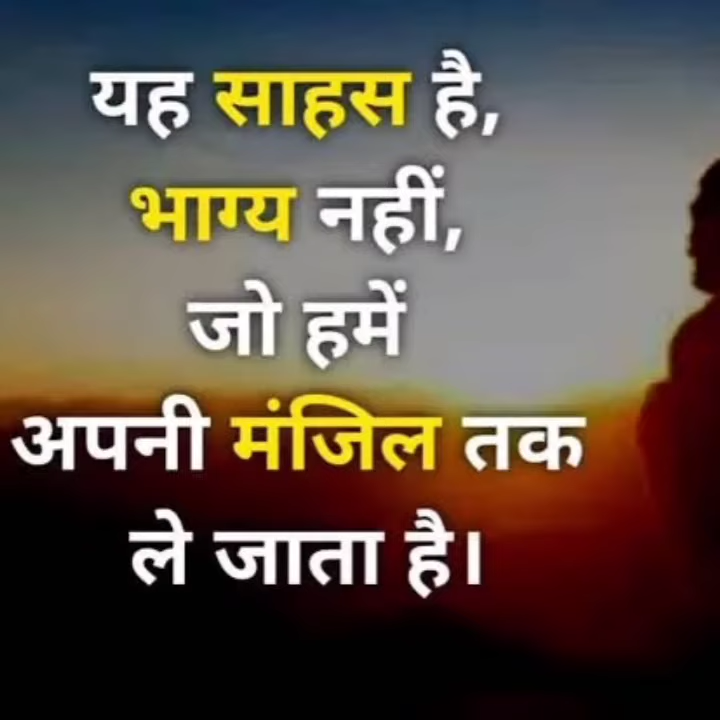 यह साहस है,
भाग्य नहीं,
जो हमें
अपनी मंजिल तक
ले जाता है।